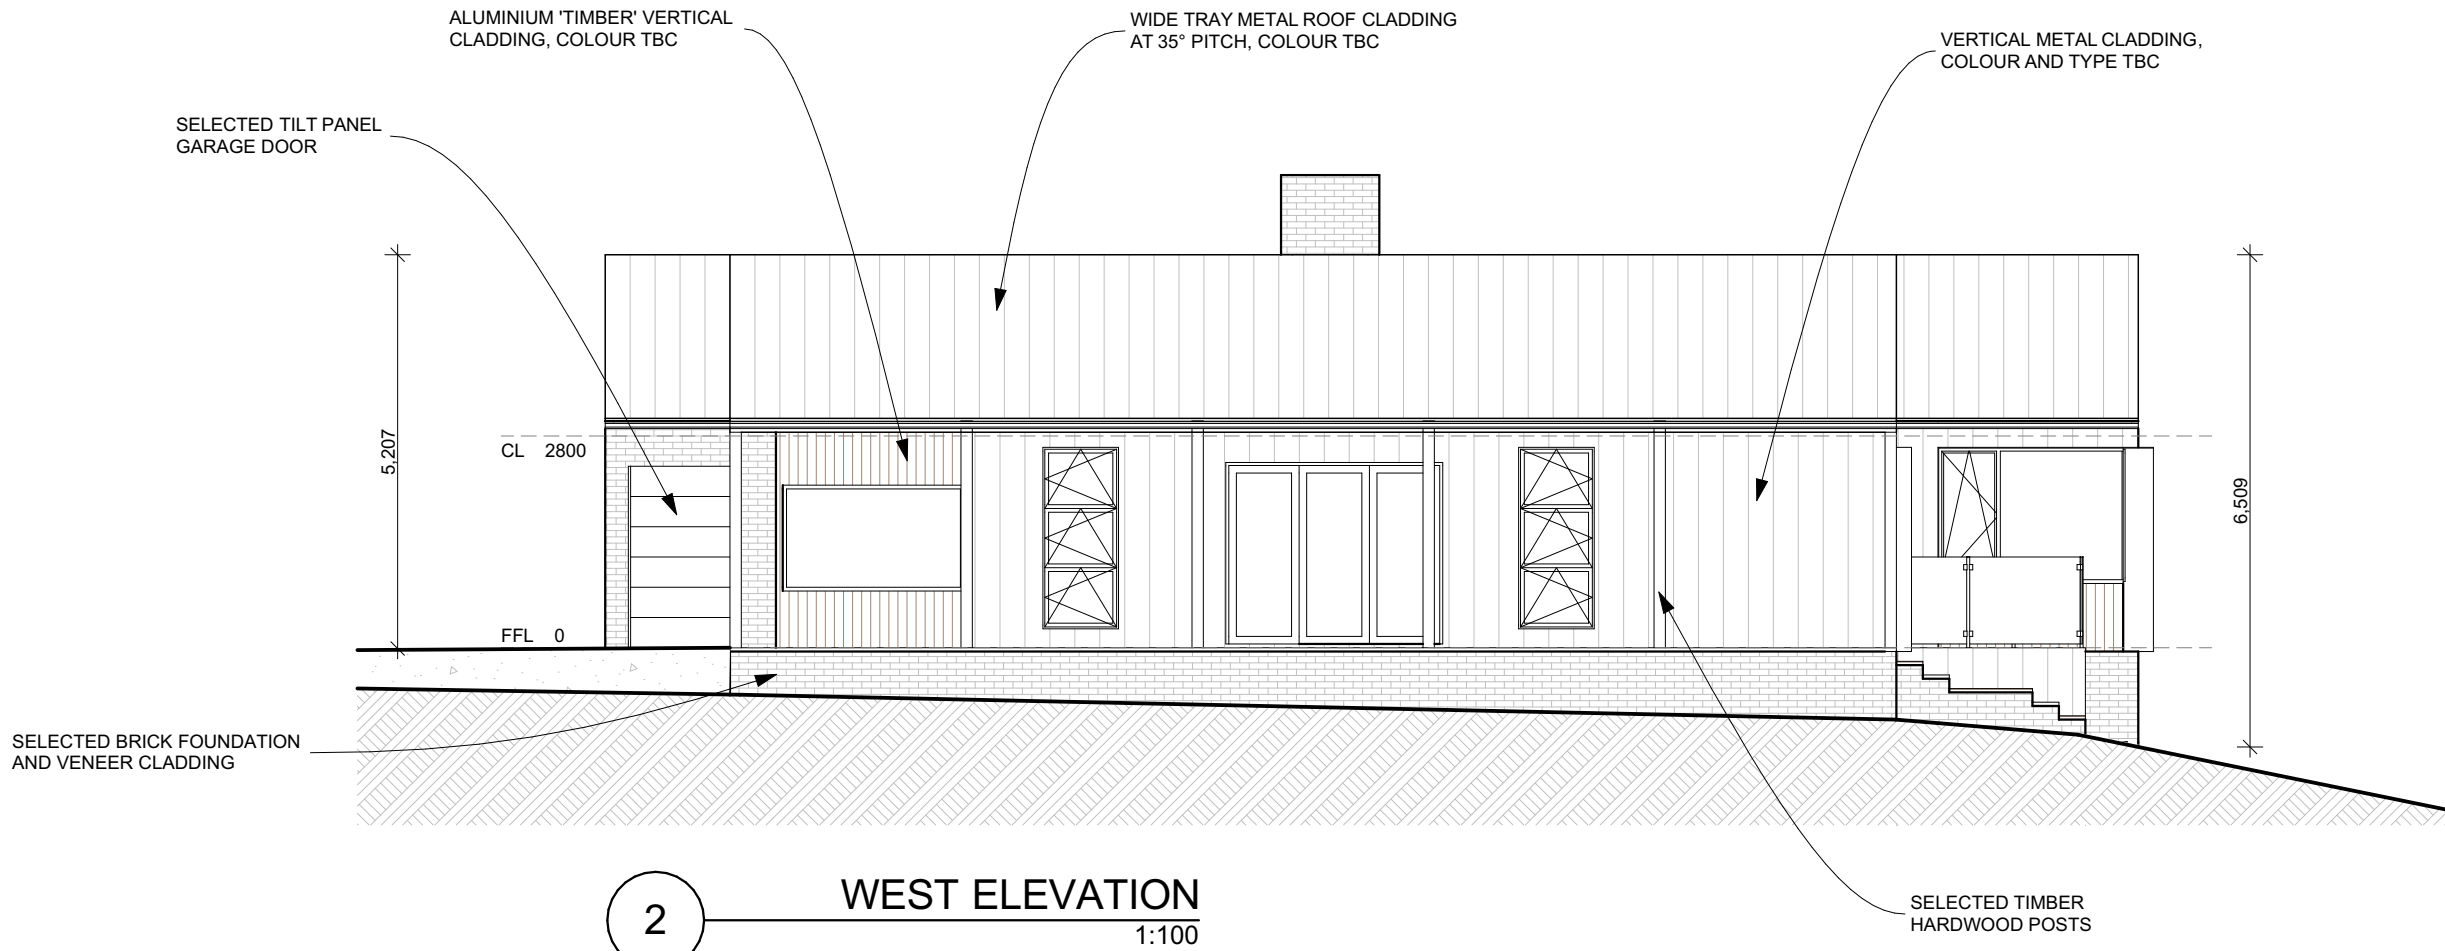 ALUMINIUM 'TIMBER' VERTICAL
CLADDING, COLOUR TBC
WIDE TRAY METAL ROOF CLADDING
AT 35° PITCH, COLOUR TBC
VERTICAL METAL CLADDING,
COLOUR AND TYPE TBC
SELECTED TILT PANEL
GARAGE DOOR
5,207
CL 2800
6,509
FFL 0
SELECTED BRICK FOUNDATION
AND VENEER CLADDING
2
WEST ELEVATION
1:100
SELECTED TIMBER
HARDWOOD POSTS